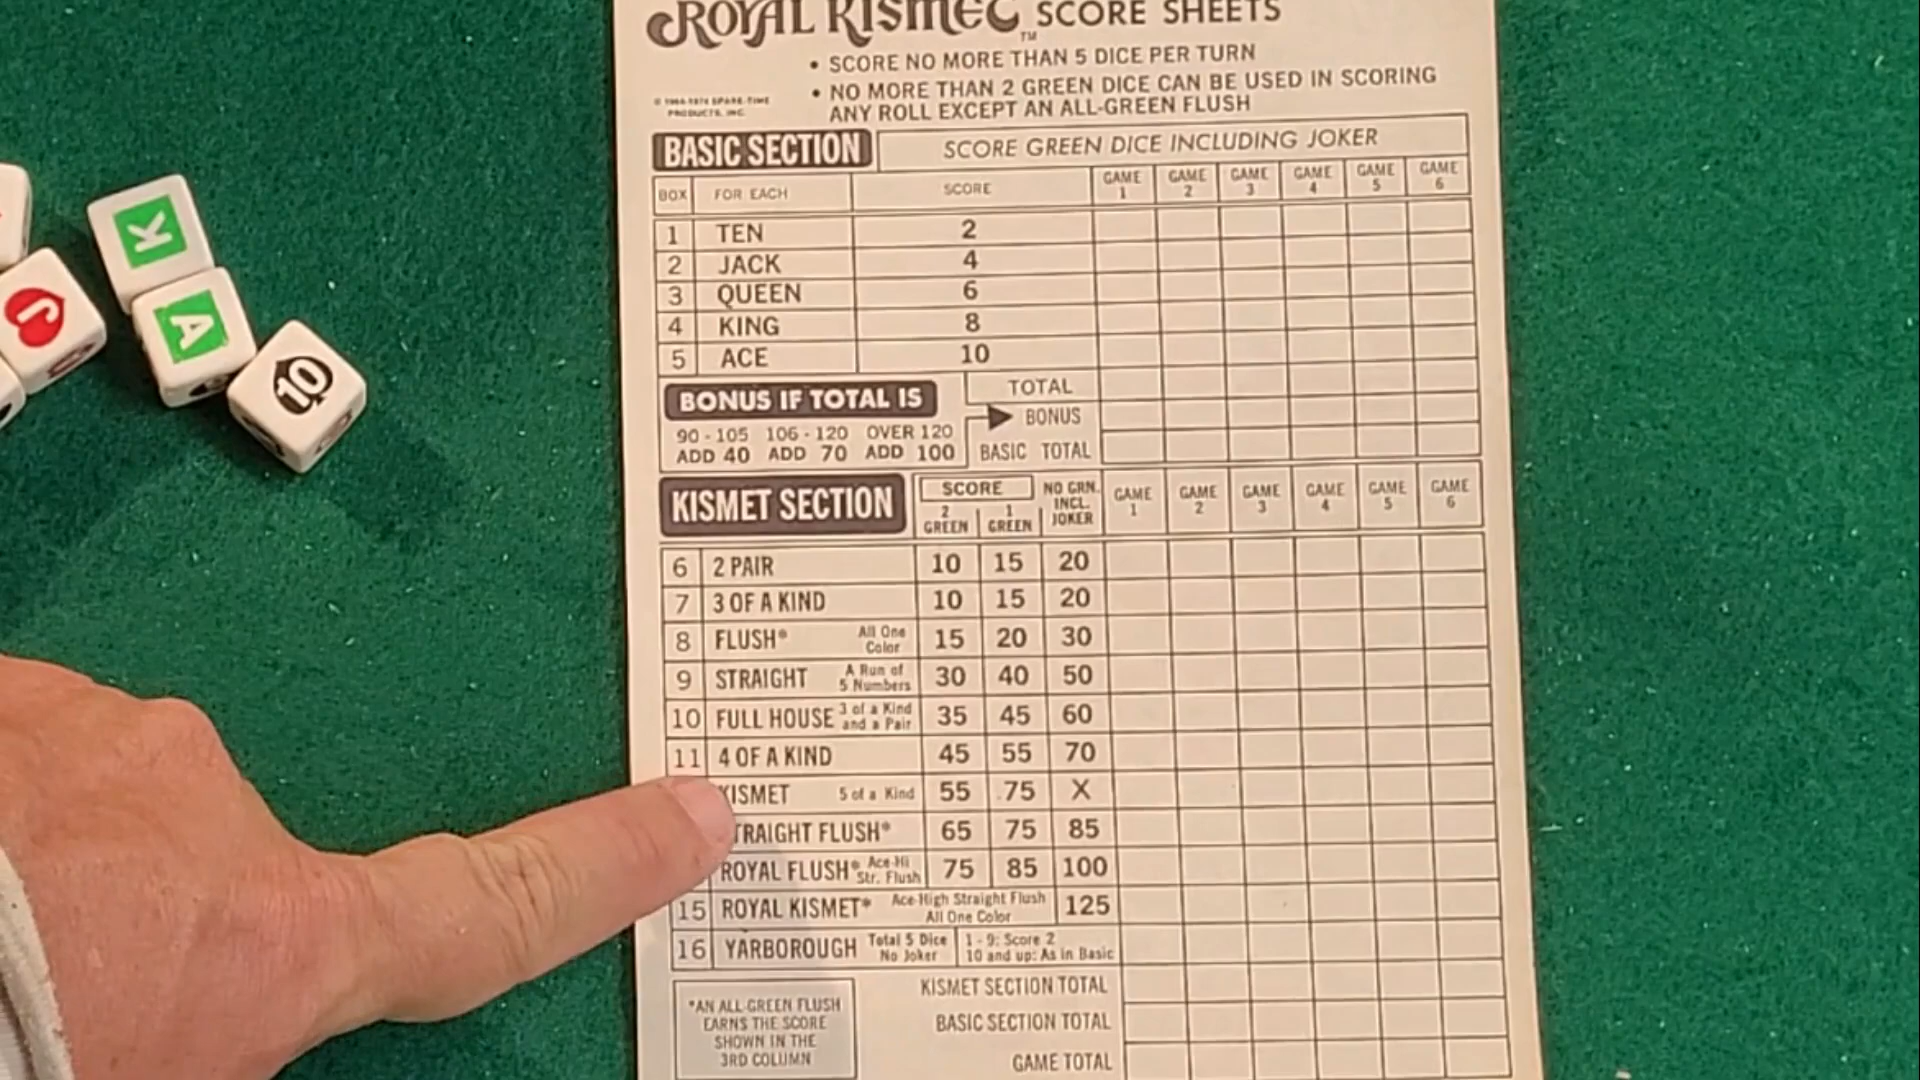 ROYAL KISMET™ SCORE SHEETS
• SCORE NO MORE THAN 5 DICE PER TURN
• NO MORE THAN 2 GREEN DICE CAN BE USED IN SCORING
ANY ROLL EXCEPT AN ALL-GREEN FLUSH
© 1964-1974 SPARE-TIME
PRODUCTS, INC.
BASIC SECTION SCORE GREEN DICE INCLUDING JOKER
BOX FOR EACH SCORE GAME 1 GAME 2 GAME 3 GAME 4 GAME 5 GAME 6
1 TEN 2
2 JACK 4
3 QUEEN 6
4 KING 8
5 ACE 10
BONUS IF TOTAL IS TOTAL
90 - 105 106 - 120 OVER 120 BONUS
ADD 40 ADD 70 ADD 100 BASIC TOTAL
KISMET SECTION SCORE 2 GREEN 1 GREEN NO GRN. INCL. JOKER GAME 1 GAME 2 GAME 3 GAME 4 GAME 5 GAME 6
6 2 PAIR 10 15 20
7 3 OF A KIND 10 15 20
8 FLUSH* All One Color 15 20 30
9 STRAIGHT A Run of 5 Numbers 30 40 50
10 FULL HOUSE 3 of a Kind and a Pair 35 45 60
11 4 OF A KIND 45 55 70
KISMET 5 of a Kind 55 75 X
TRAIGHT FLUSH* 65 75 85
ROYAL FLUSH* Ace-Hi Str. Flush 75 85 100
15 ROYAL KISMET* Ace-High Straight Flush All One Color 125
16 YARBOROUGH Total 5 Dice No Joker 1 - 9: Score 2 10 and up: As in Basic
*AN ALL-GREEN FLUSH
EARNS THE SCORE
SHOWN IN THE
3RD COLUMN
KISMET SECTION TOTAL
BASIC SECTION TOTAL
GAME TOTAL
K
J
A
10